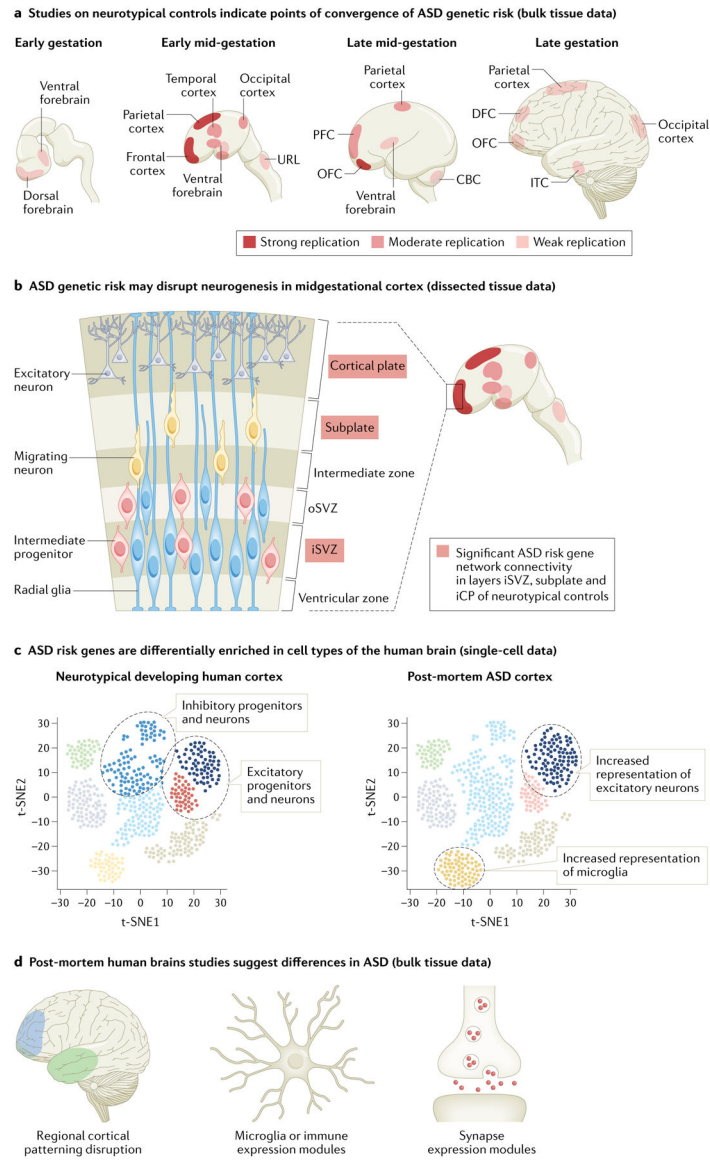 a Studies on neurotypical controls indicate points of convergence of ASD genetic risk (bulk tissue data)
Early gestation
Early mid-gestation
Late mid-gestation
Late gestation
Ventral
forebrain
Dorsal
forebrain
Temporal
cortex
Occipital
cortex
Parietal
cortex
Frontal
cortex
Ventral
forebrain
URL
Parietal
cortex
PFC
OFC
Ventral
forebrain
CBC
Parietal
cortex
DFC
OFC
ITC
Occipital
cortex
Strong replication
Moderate replication
Weak replication
b ASD genetic risk may disrupt neurogenesis in midgestational cortex (dissected tissue data)
Excitatory
neuron
Migrating
neuron
Intermediate
progenitor
Radial glia
Cortical plate
Subplate
Intermediate zone
oSVZ
iSVZ
Ventricular zone
Significant ASD risk gene
network connectivity
in layers iSVZ, subplate and
iCP of neurotypical controls
c ASD risk genes are differentially enriched in cell types of the human brain (single-cell data)
Neurotypical developing human cortex
Post-mortem ASD cortex
Inhibitory progenitors
and neurons
Excitatory
progenitors
and neurons
t-SNE2
30
20
10
0
−10
−20
−30
−30
−20
−10
0
10
20
30
t-SNE1
Increased
representation of
excitatory neurons
Increased representation
of microglia
t-SNE2
30
20
10
0
−10
−20
−30
−30
−20
−10
0
10
20
30
t-SNE1
d Post-mortem human brains studies suggest differences in ASD (bulk tissue data)
Regional cortical
patterning disruption
Microglia or immune
expression modules
Synapse
expression modules